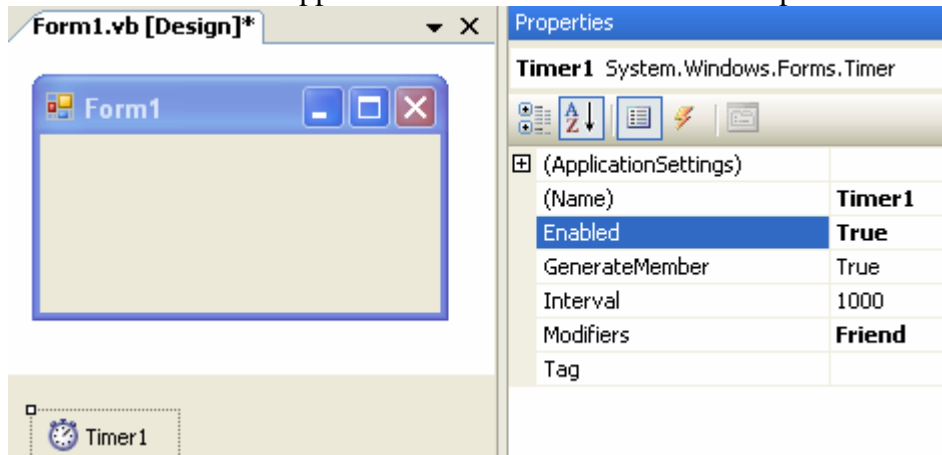 Form1.vb [Design]*
Form1
Timer1
Properties
Timer1 System.Windows.Forms.Timer
(ApplicationSettings)
(Name) Timer1
Enabled True
GenerateMember True
Interval 1000
Modifiers Friend
Tag